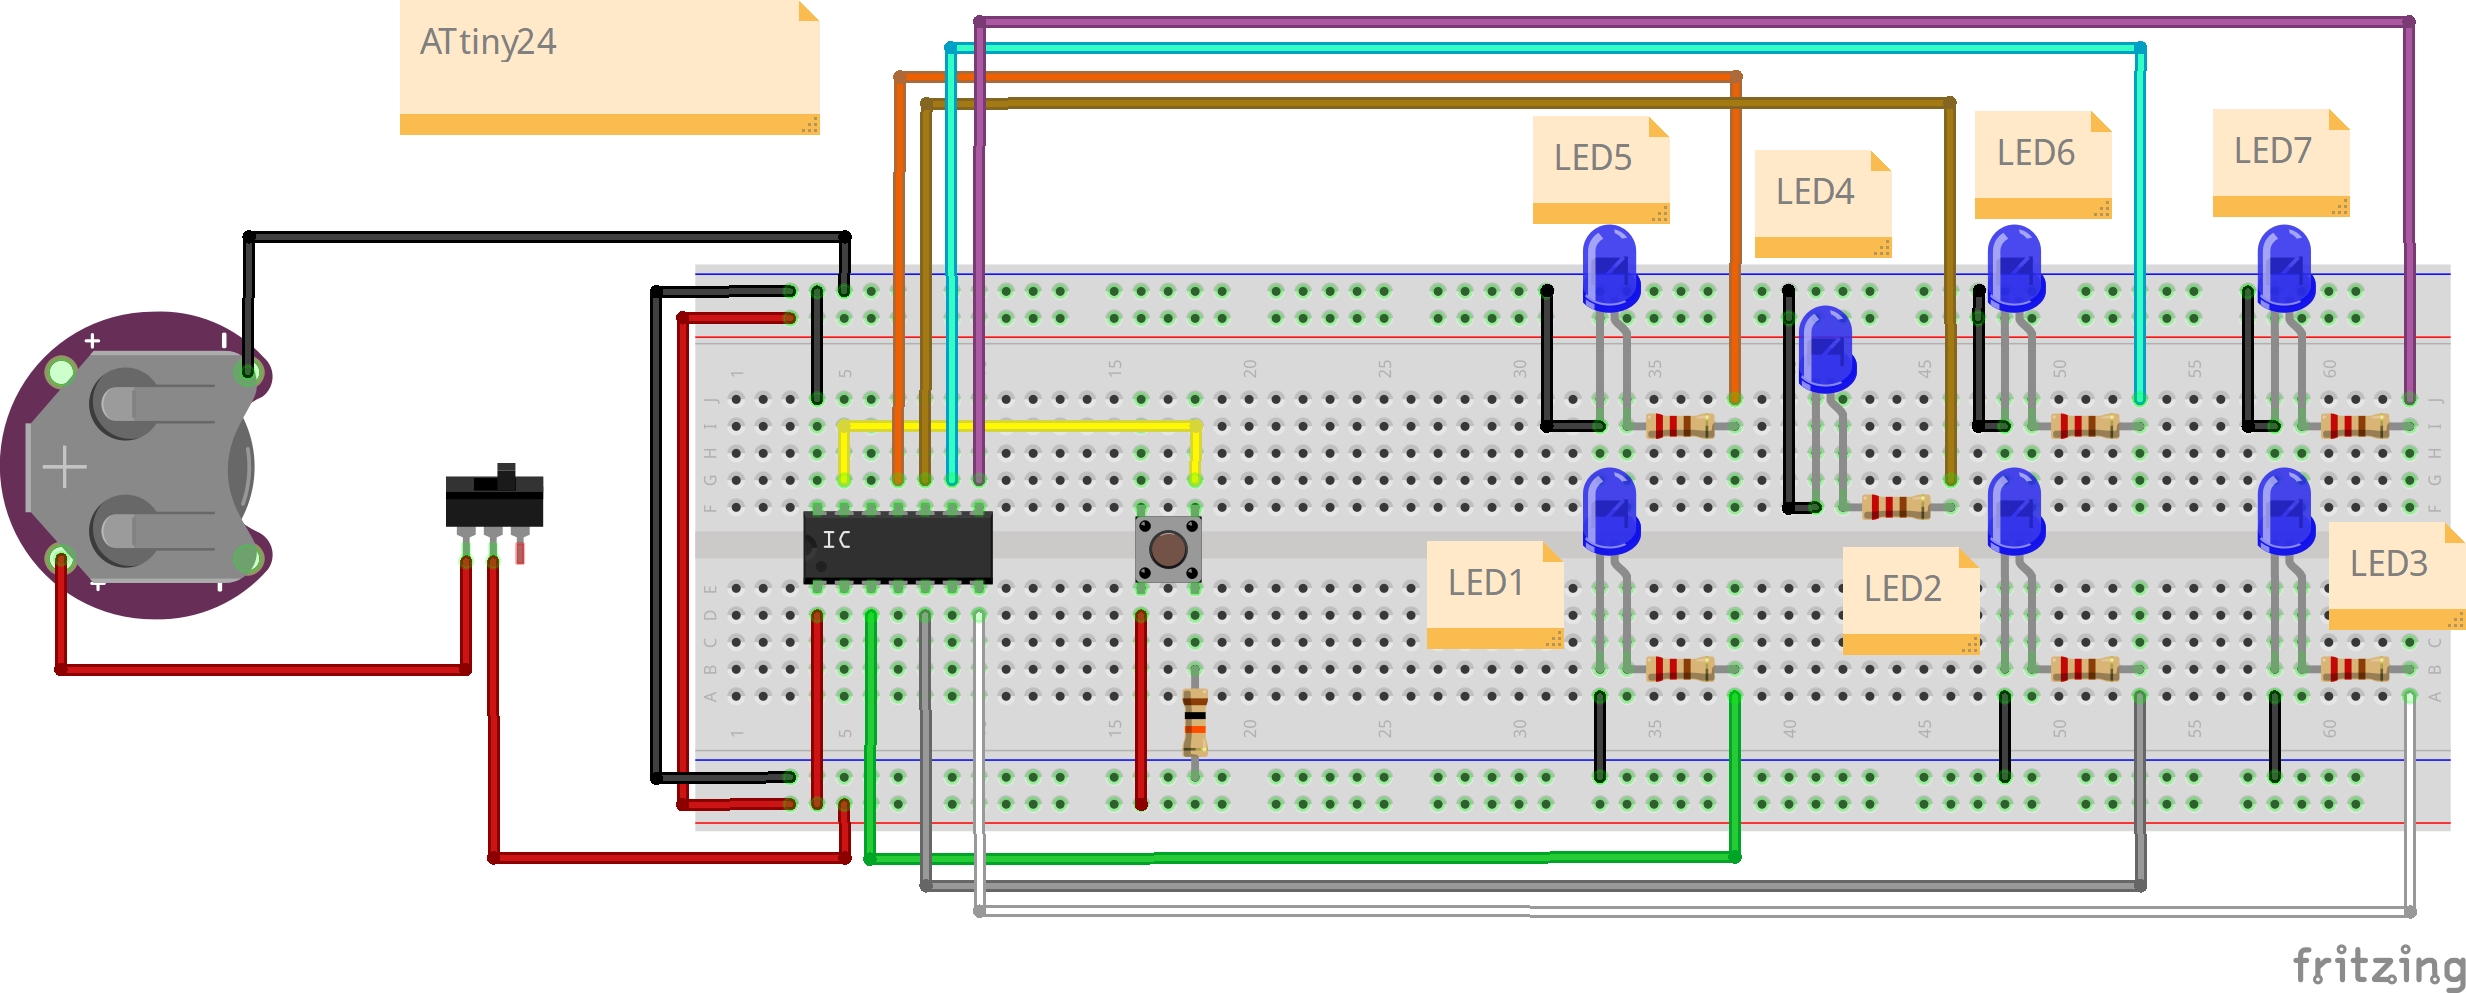 ATtiny24
LED5
LED4
LED6
LED7
+ −
1 5 15 20 25 30 35 45 50 55 60
J J
I I
H H
G G
F F
IC
LED1
LED2
LED3
+ −
E
D
C C
B B
A A
1 5 15 20 25 30 35 40 45 50 55 60
fritzing